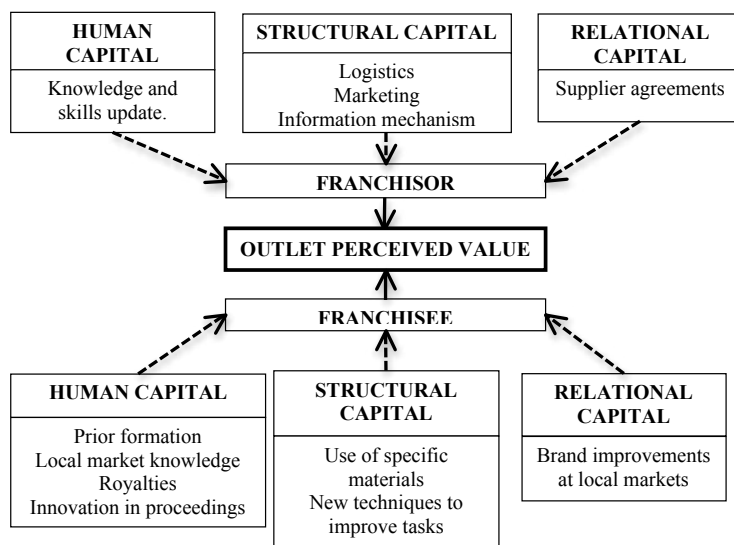 HUMAN
CAPITAL
Knowledge and
skills update.
STRUCTURAL CAPITAL
Logistics
Marketing
Information mechanism
RELATIONAL
CAPITAL
Supplier agreements
FRANCHISOR
OUTLET PERCEIVED VALUE
FRANCHISEE
HUMAN CAPITAL
Prior formation
Local market knowledge
Royalties
Innovation in proceedings
STRUCTURAL
CAPITAL
Use of specific
materials
New techniques to
improve tasks
RELATIONAL
CAPITAL
Brand improvements
at local markets